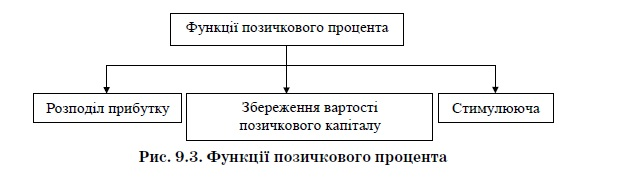 Функції позичкового процента
Розподіл прибутку
Збереження вартості
позичкового капіталу
Стимулююча
Рис. 9.3. Функції позичкового процента